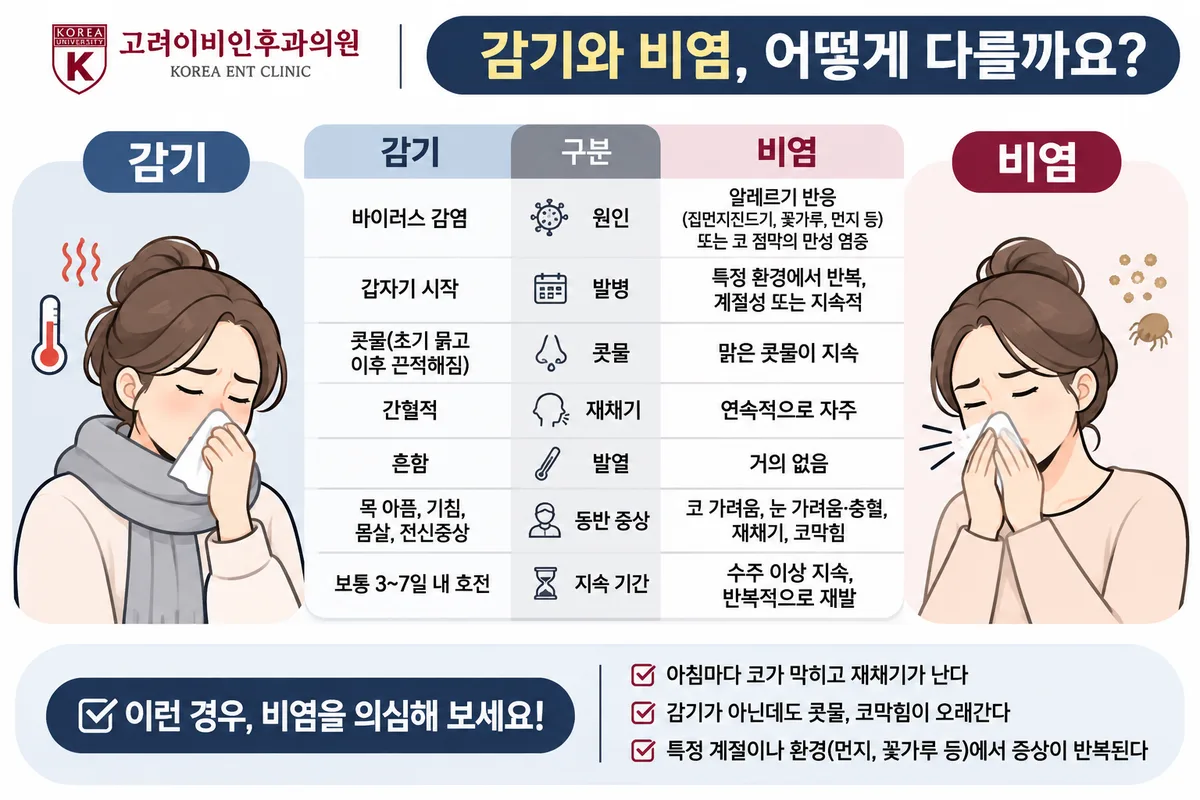 KOREA
UNIVERSITY
K
고려이비인후과의원
KOREA ENT CLINIC
감기와 비염, 어떻게 다를까요?
감기
비염
감기
구분
비염
바이러스 감염
원인
알레르기 반응
(집먼지진드기, 꽃가루, 먼지 등)
또는 코 점막의 만성 염증
갑자기 시작
발병
특정 환경에서 반복,
계절성 또는 지속적
콧물(초기 묽고
이후 끈적해짐)
콧물
맑은 콧물이 지속
간헐적
재채기
연속적으로 자주
흔함
발열
거의 없음
목 아픔, 기침,
몸살, 전신증상
동반 증상
코 가려움, 눈 가려움·충혈,
재채기, 코막힘
보통 3~7일 내 호전
지속 기간
수주 이상 지속,
반복적으로 재발
이런 경우, 비염을 의심해 보세요!
아침마다 코가 막히고 재채기가 난다
감기가 아닌데도 콧물, 코막힘이 오래간다
특정 계절이나 환경(먼지, 꽃가루 등)에서 증상이 반복된다